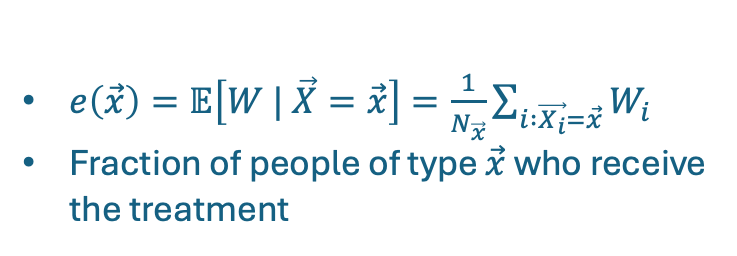 • e(x⃗) = 𝔼[W | X⃗ = x⃗] = 1/N_x⃗ ∑_{i:X⃗_i=x⃗} W_i
• Fraction of people of type x⃗ who receive
the treatment